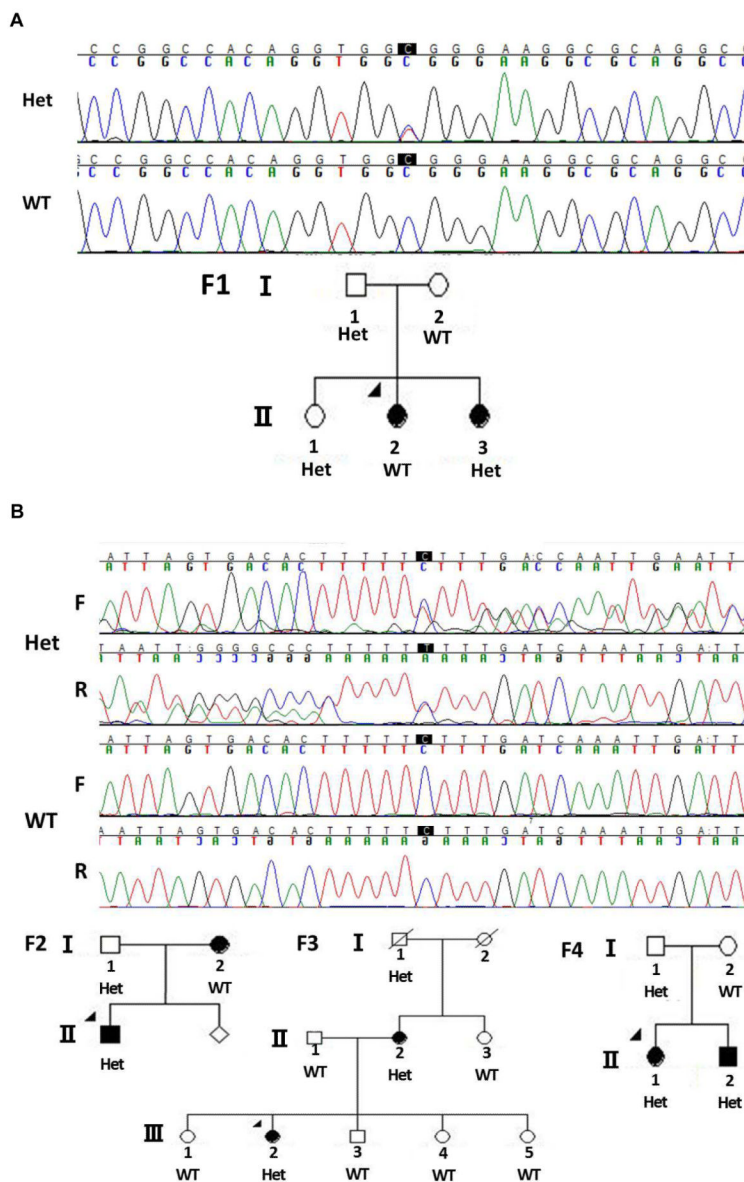 A
C C G G C C A C A G G T G G C G G G A A G G C G C A G G C
C C G G C C A C A G G T G G C G G G A A G G C G C A G G C
Het
G C C G G C C A C A G G T G G C G G G A A G G C G C A G G C
G C C G G C C A C A G G T G G C G G G A A G G C G C A G G C
WT
F1 I
1 2
Het WT
II
1 2 3
Het WT Het
B
A T T A G T G A C A C T T T T T C T T T G A C C A A T T G A A T T
A T T A G T G A C A C T T T T T C T T T G A C C A A T T G A A T T
F
Het
R
A T T A G T G A C A C T T T T T C T T T G A T C A A A T T G A T T
A T T A G T G A C A C T T T T T C T T T G A T C A A A T T G A T T
F
WT
R
F2 I
1 2
Het WT
II
Het
F3 I
1 2
Het
II
1 2 3
WT Het WT
III
1 2 3 4 5
WT Het WT WT WT
F4 I
1 2
Het WT
II
1 2
Het Het